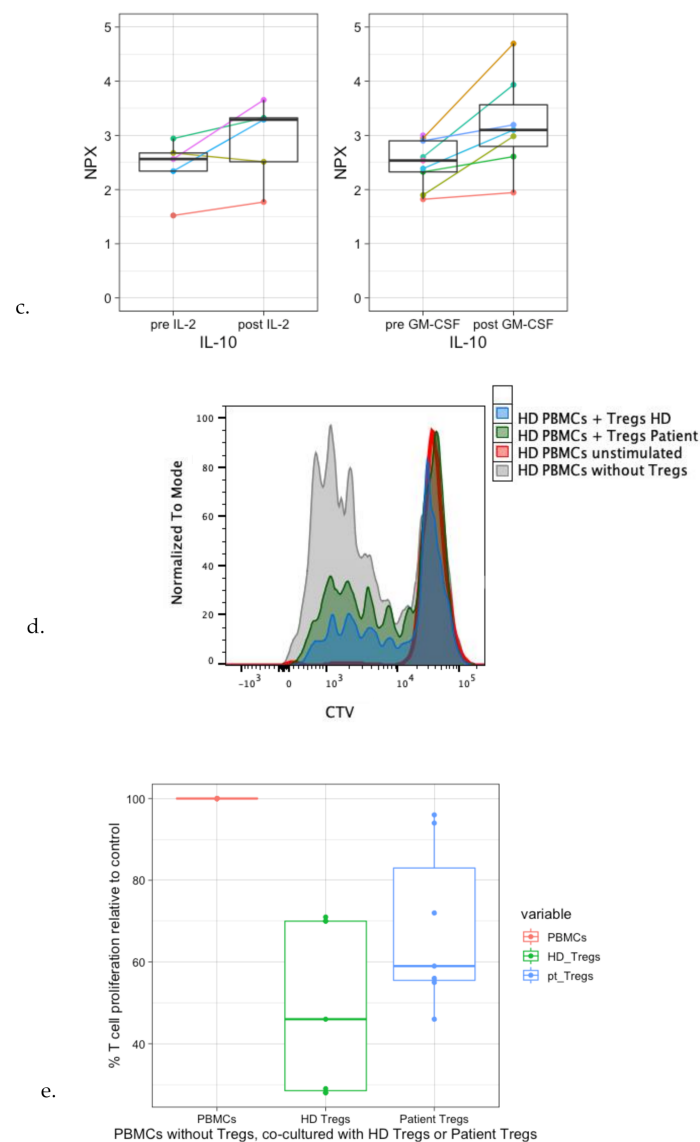 5
4
3
2
1
0
NPX
pre IL-2 post IL-2
IL-10
5
4
3
2
1
0
NPX
pre GM-CSF post GM-CSF
IL-10
c.
HD PBMCs + Tregs HD
HD PBMCs + Tregs Patient
HD PBMCs unstimulated
HD PBMCs without Tregs
100
80
60
40
20
0
Normalized To Mode
-10³ 0 10³ 10⁴ 10⁵
CTV
d.
100
80
60
40
% T cell proliferation relative to control
variable
PBMCs
HD_Tregs
pt_Tregs
PBMCs HD Tregs Patient Tregs
PBMCs without Tregs, co-cultured with HD Tregs or Patient Tregs
e.